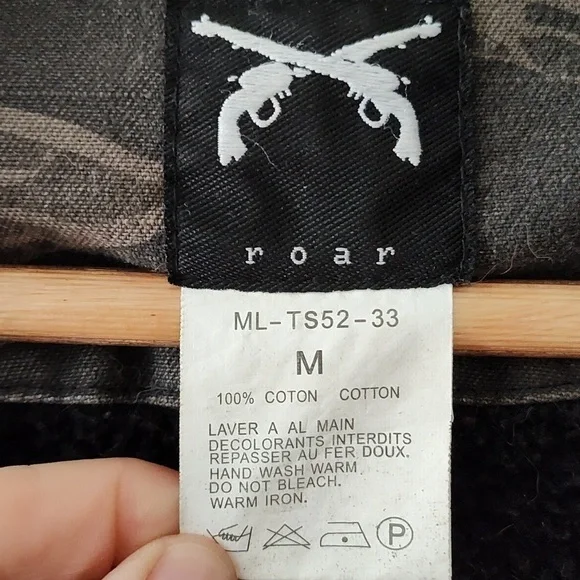 roar
ML-TS52-33
M
100% COTON COTTON
LAVER A AL MAIN
DECOLORANTS INTERDITS
REPASSER AU FER DOUX.
HAND WASH WARM
DO NOT BLEACH.
WARM IRON.
P